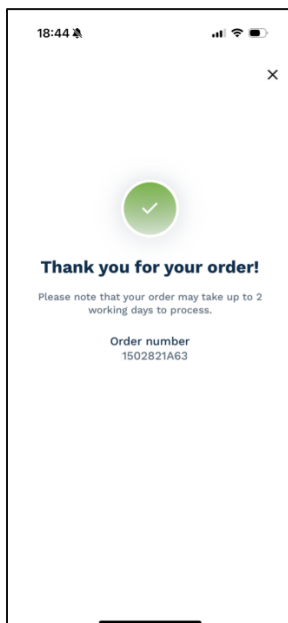 18:44
Thank you for your order!
Please note that your order may take up to 2
working days to process.
Order number
1502821A63